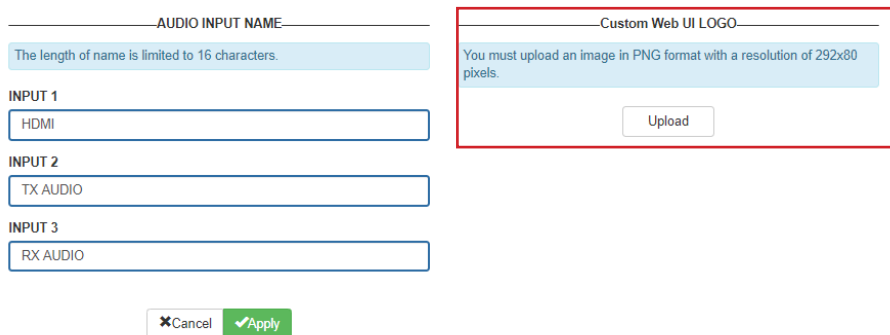 AUDIO INPUT NAME
The length of name is limited to 16 characters.
INPUT 1
HDMI
INPUT 2
TX AUDIO
INPUT 3
RX AUDIO
Cancel Apply
Custom Web UI LOGO
You must upload an image in PNG format with a resolution of 292x80
pixels.
Upload